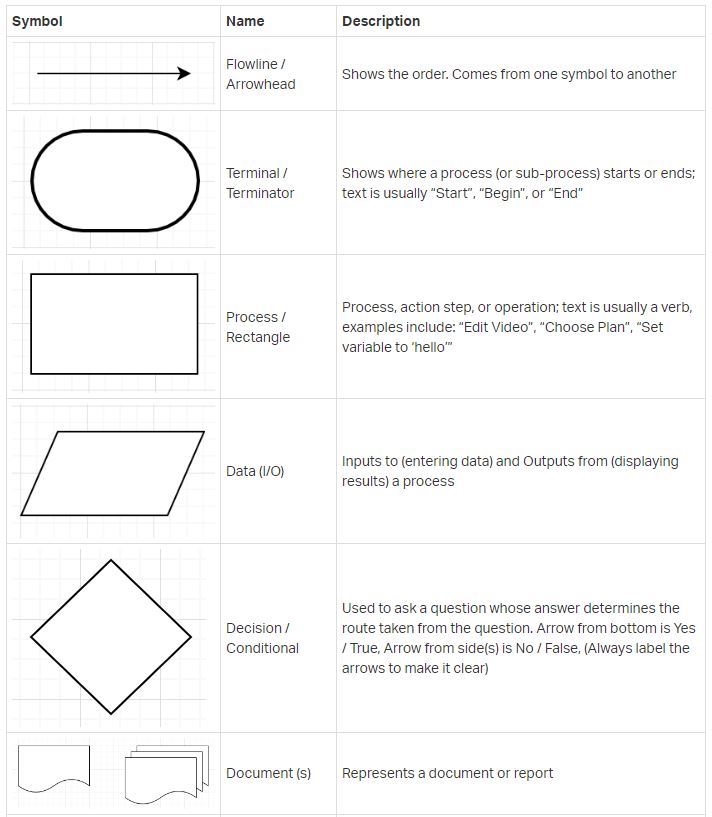 Symbol Name Description
Flowline /
Arrowhead
Shows the order. Comes from one symbol to another
Terminal /
Terminator
Shows where a process (or sub-process) starts or ends;
text is usually “Start”, “Begin”, or “End”
Process /
Rectangle
Process, action step, or operation; text is usually a verb,
examples include: “Edit Video”, “Choose Plan”, “Set
variable to ‘hello’”
Data (I/O)
Inputs to (entering data) and Outputs from (displaying
results) a process
Decision /
Conditional
Used to ask a question whose answer determines the
route taken from the question. Arrow from bottom is Yes
/ True, Arrow from side(s) is No / False, (Always label the
arrows to make it clear)
Document (s)
Represents a document or report